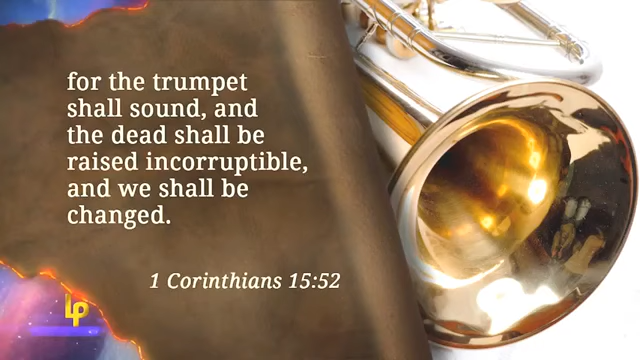 for the trumpet
shall sound, and
the dead shall be
raised incorruptible,
and we shall be
changed.
1 Corinthians 15:52
LP